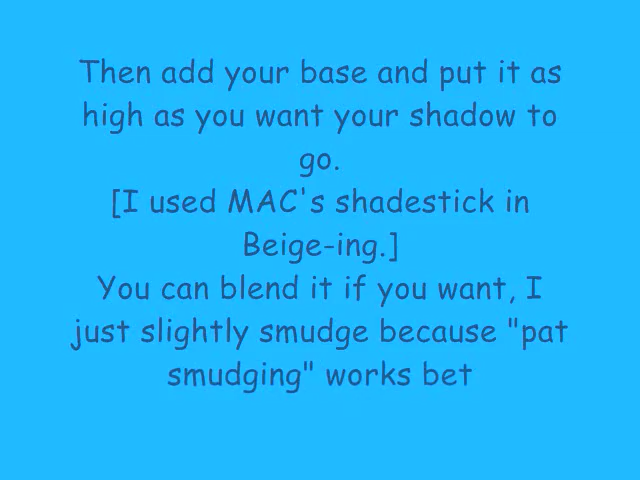 Then add your base and put it as
high as you want your shadow to
go.
[I used MAC's shadestick in
Beige-ing.]
You can blend it if you want, I
just slightly smudge because "pat
smudging" works bet